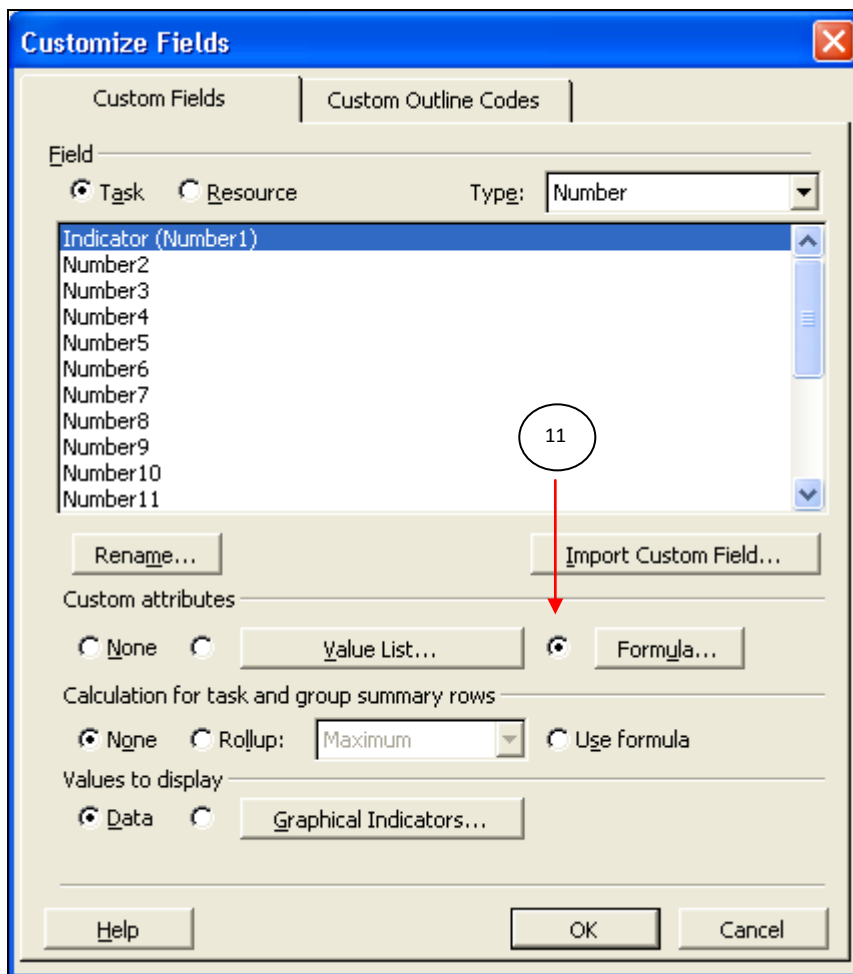 Customize Fields
Custom Fields Custom Outline Codes
Field
Task Resource Type: Number
Indicator (Number1)
Number2
Number3
Number4
Number5
Number6
Number7
Number8
Number9
Number10
Number11
11
Rename... Import Custom Field...
Custom attributes
None Value List... Formula...
Calculation for task and group summary rows
None Rollup: Maximum Use formula
Values to display
Data Graphical Indicators...
Help OK Cancel